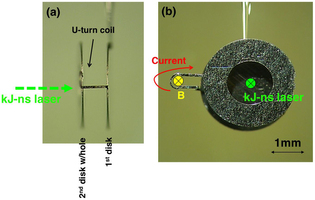 (a)
U-turn coil
kJ-ns laser
2nd disk w/hole
1st disk
(b)
Current
B
kJ-ns laser
1mm